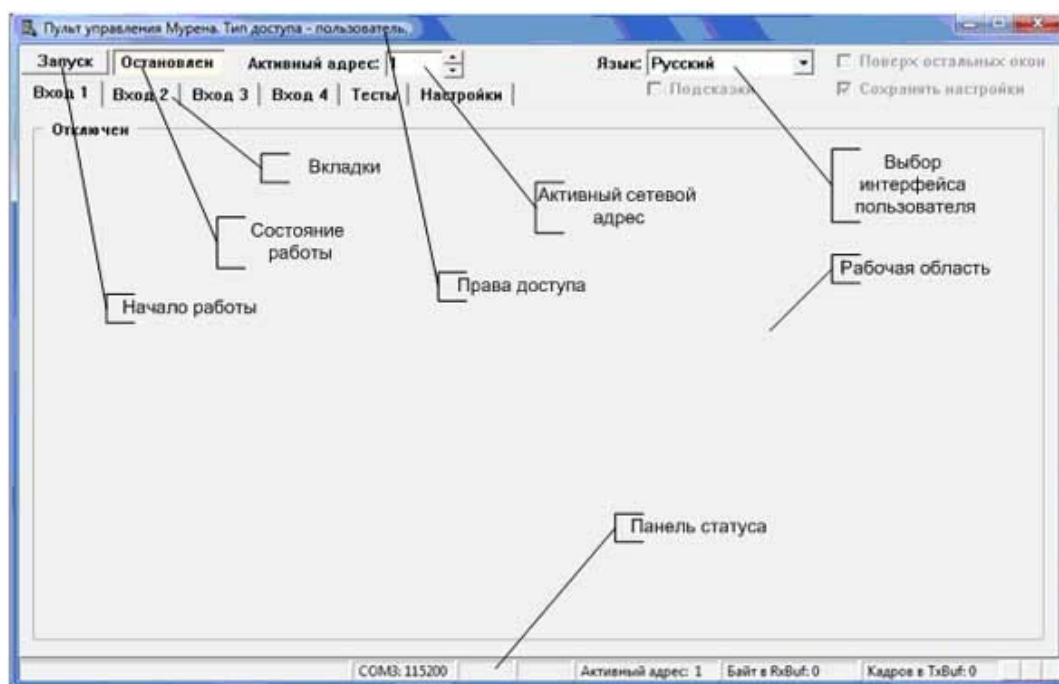 Пульт управления Мурена. Тип доступа - пользователь.
Запуск Остановлен Активный адрес: 1 Язык: Русский Поверх остальных окон
Подсказки Сохранять настройки
Вход 1 Вход 2 Вход 3 Вход 4 Тесты Настройки
Отключен
Вкладки
Выбор
интерфейса
пользователя
Активный сетевой
адрес
Состояние
работы
Рабочая область
Права доступа
Начало работы
Панель статуса
COM3: 115200 Активный адрес: 1 Байт в RxBuf: 0 Кадров в TxBuf: 0